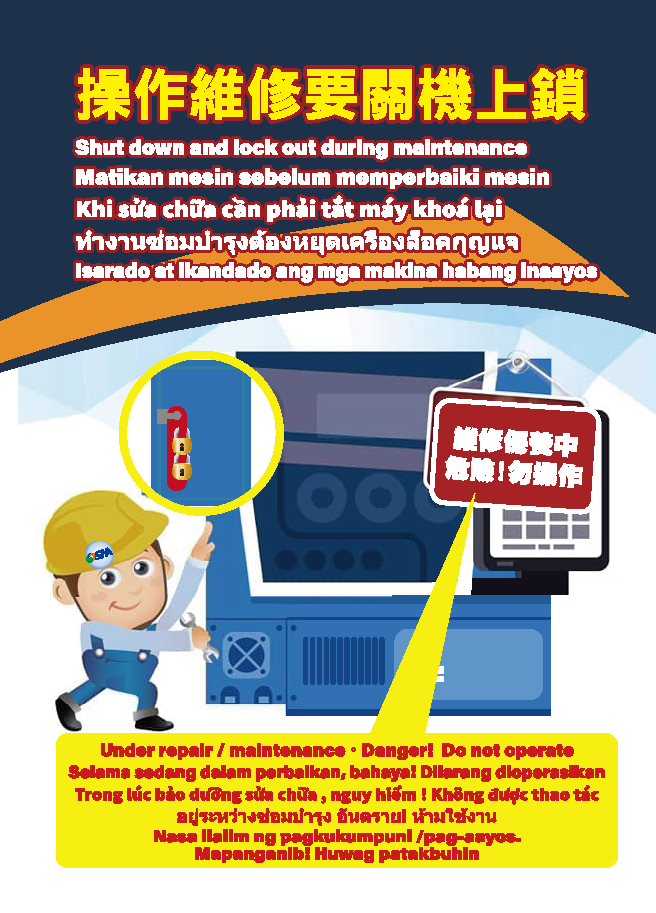 操作維修要關機上鎖
Shut down and lock out during maintenance
Matikan mesin sebelum memperbaiki mesin
Khi sửa chữa cần phải tắt máy khoá lại
ทำงานซ่อมบำรุงต้องหยุดเครื่องล็อคกุญแจ
Isarado at Ikandado ang mga makina habang inaayos
維修保養中
危險!勿操作
Under repair / maintenance，Danger! Do not operate
Selama sedang dalam perbaikan, bahaya! Dilarang dioperasikan
Trong lúc bảo dưỡng sửa chữa , nguy hiểm ! Không được thao tác
อยู่ระหว่างซ่อมบำรุง อันตราย! ห้ามใช้งาน
Nasa ilalim ng pagkukumpuni /pag-aayos.
Mapanganib! Huwag patakbuhin